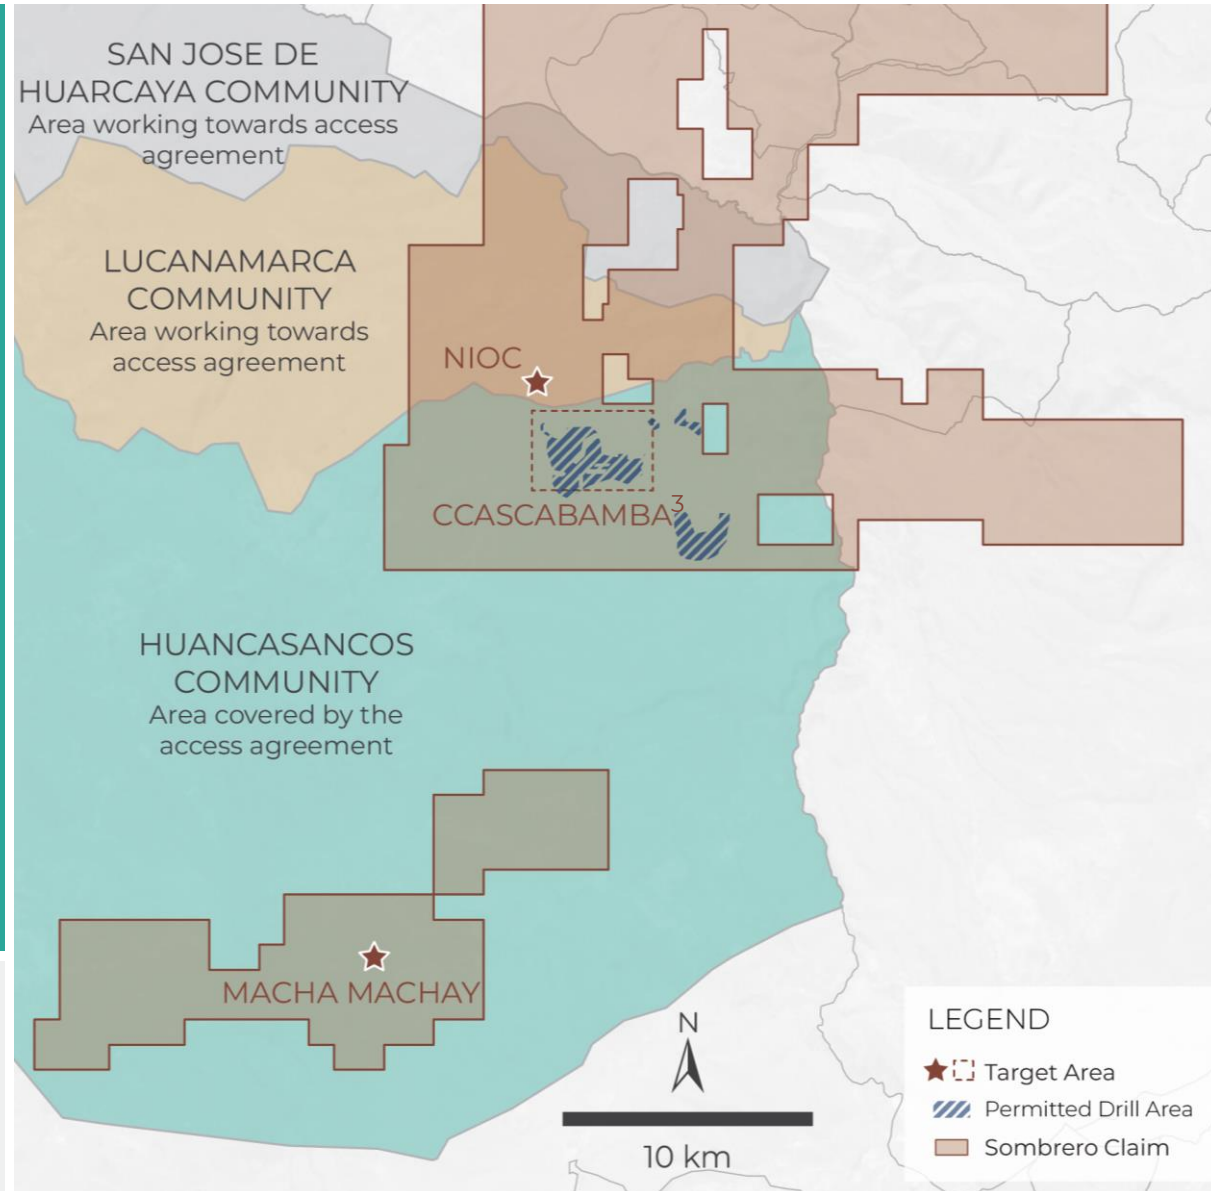 SAN JOSE DE
HUARCAYA COMMUNITY
Area working towards access
agreement
LUCANAMARCA
COMMUNITY
Area working towards
access agreement
NIOC
CCASCABAMBA³
HUANCASANCOS
COMMUNITY
Area covered by the
access agreement
MACHA MACHAY
N
10 km
LEGEND
Target Area
Permitted Drill Area
Sombrero Claim